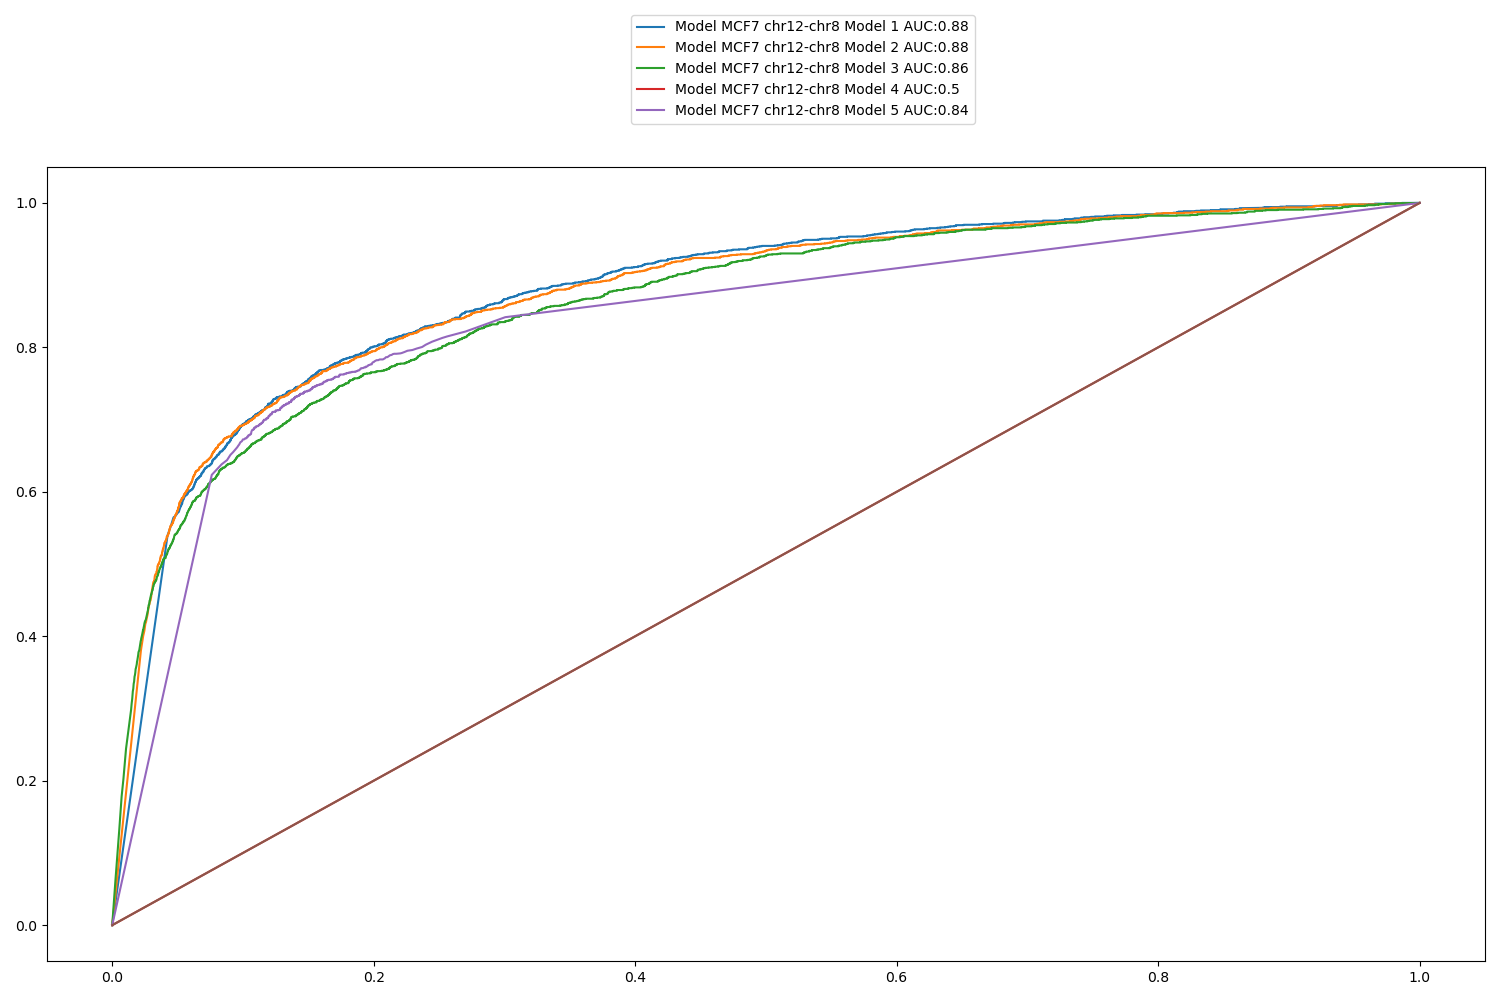 Model MCF7 chr12-chr8 Model 1 AUC:0.88
Model MCF7 chr12-chr8 Model 2 AUC:0.88
Model MCF7 chr12-chr8 Model 3 AUC:0.86
Model MCF7 chr12-chr8 Model 4 AUC:0.5
Model MCF7 chr12-chr8 Model 5 AUC:0.84
1.0
0.8
0.6
0.4
0.2
0.0
0.0 0.2 0.4 0.6 0.8 1.0